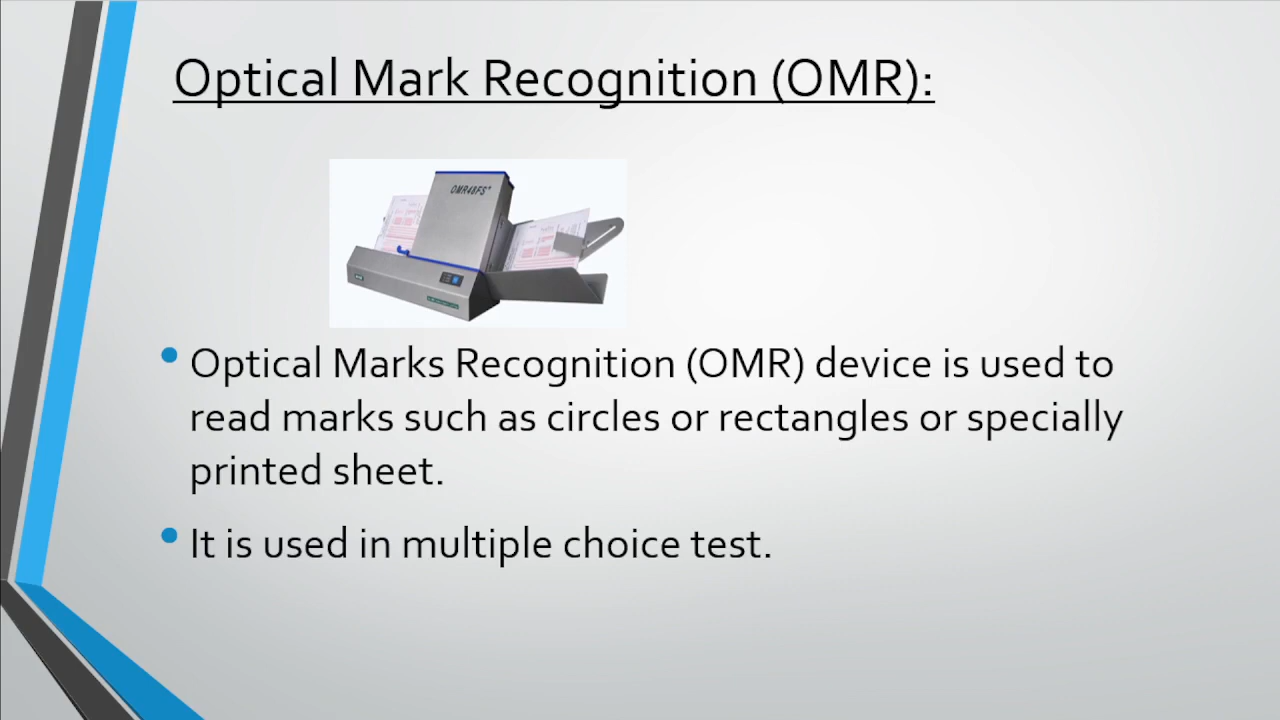 Optical Mark Recognition (OMR):
OMR48FS+
Optical Marks Recognition (OMR) device is used to
read marks such as circles or rectangles or specially
printed sheet.
It is used in multiple choice test.